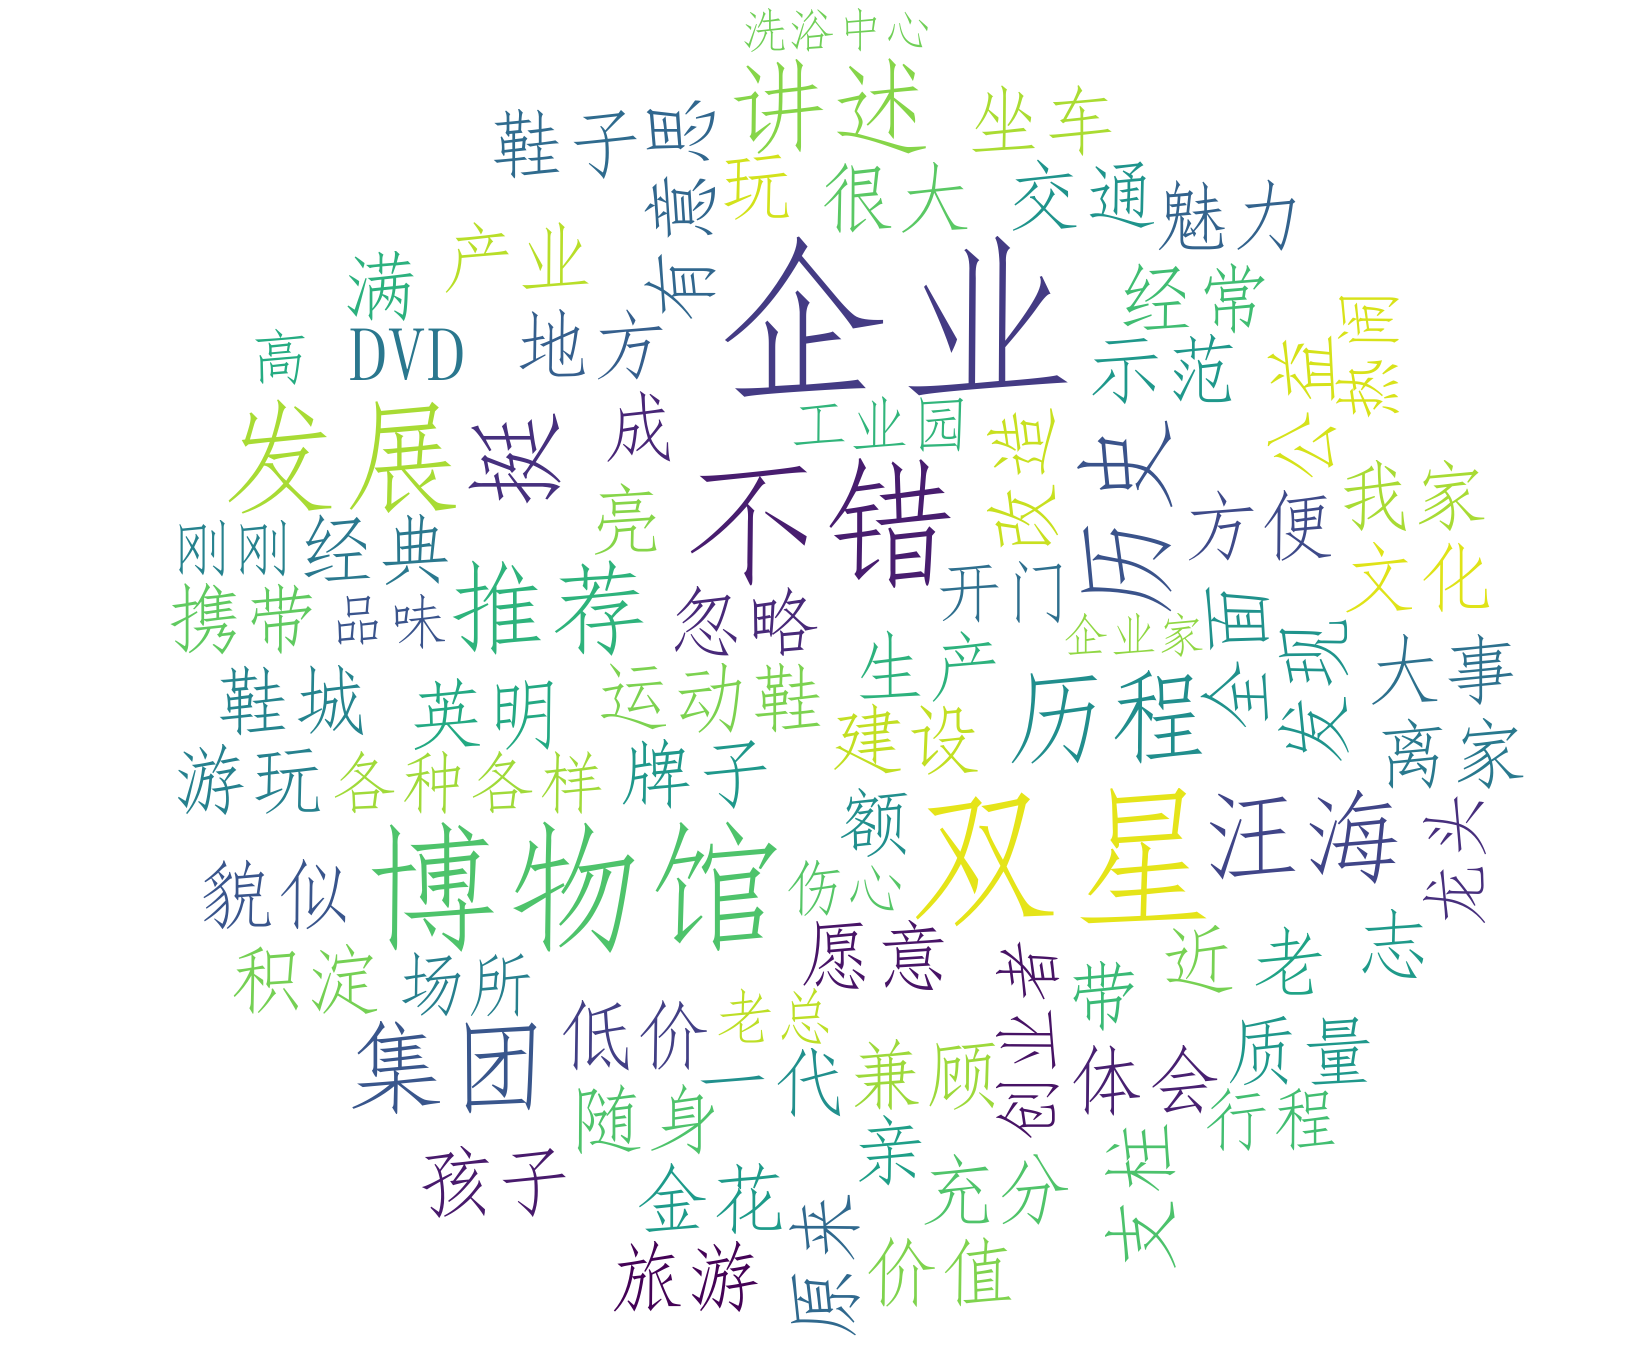 洗浴中心
讲述
坐车
鞋子
有意思
玩
很大
交通
魅力
产业
满
企业
经常
热闹
高
DVD
地方
示范
公益
发展
挺
成
工业园
改造
历史
不错
我家
刚刚
经典
亮
方便
文化
携带
品味
推荐
忽略
开门
企业家
全面
发现
大事
鞋城
英明
运动鞋
生产
历程
离家
游玩
各种各样
牌子
建设
双星
汪海
龙头
额
博物馆
貌似
伤心
积淀
场所
愿意
创业者
近
老
志
带
集团
低价
老总
一代
兼顾
体会
质量
随身
行程
亲
孩子
金花
充分
支柱
旅游
原来
价值